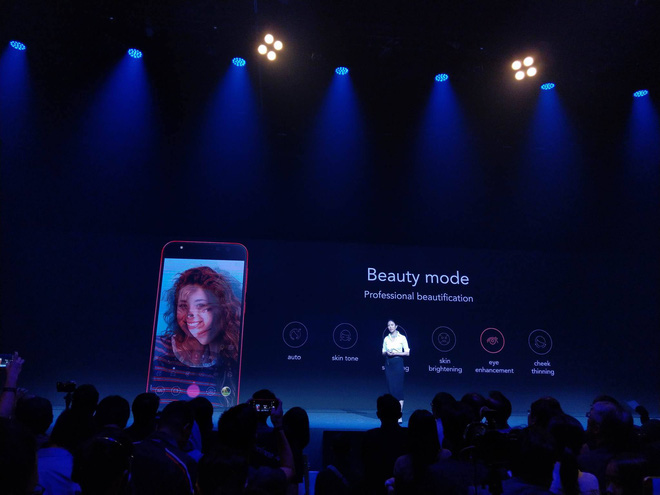 Beauty mode
Professional beautification
auto
skin tone
skin
brightening
eye
enhancement
cheek
thinning